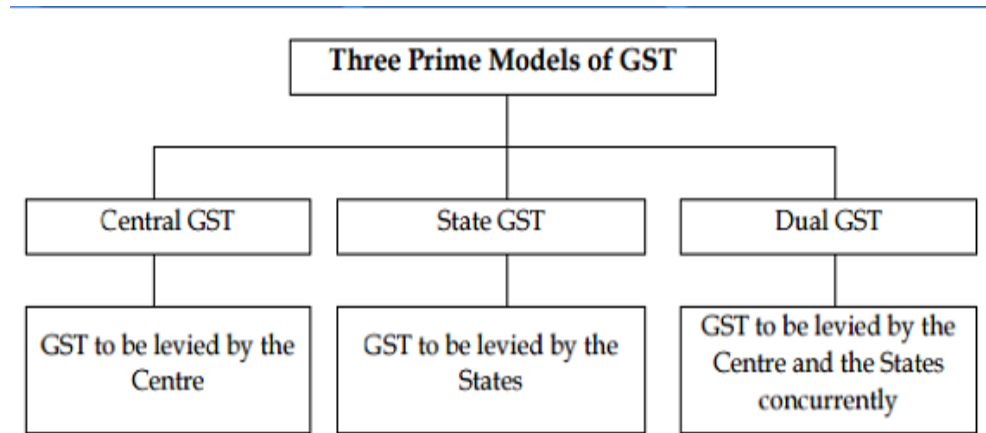 Three Prime Models of GST
Central GST
State GST
Dual GST
GST to be levied by the
Centre
GST to be levied by the
States
GST to be levied by the
Centre and the States
concurrently